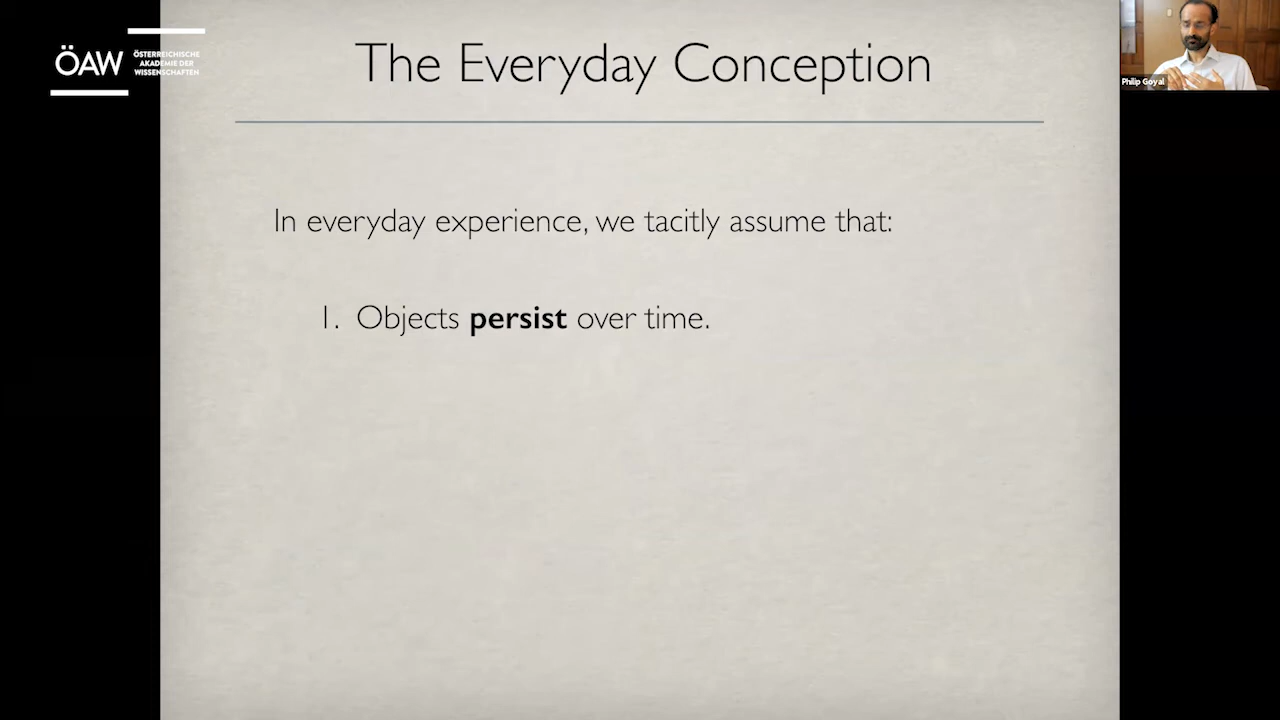 ÖAW
ÖSTERREICHISCHE
AKADEMIE DER
WISSENSCHAFTEN
The Everyday Conception
Philip Goyal
In everyday experience, we tacitly assume that:
1. Objects persist over time.